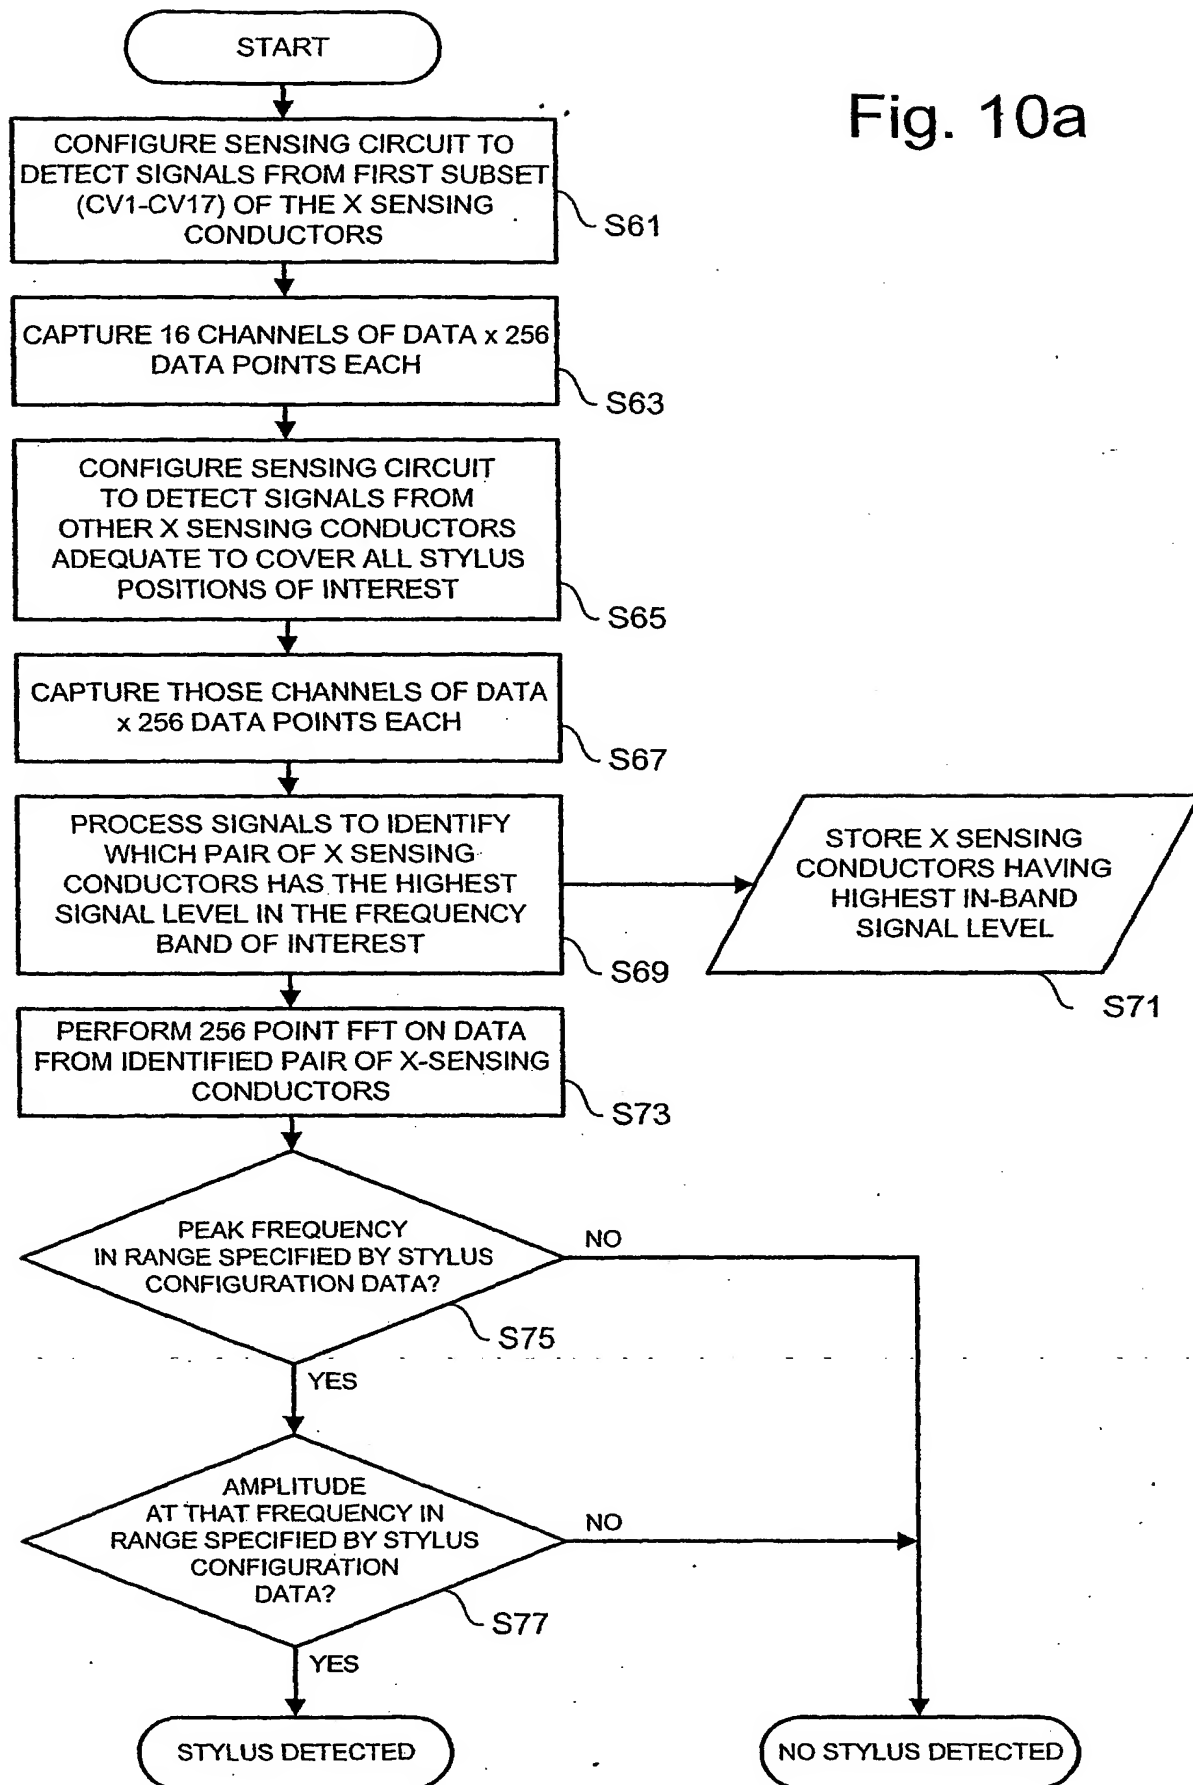 START
Fig. 10a
CONFIGURE SENSING CIRCUIT TO
DETECT SIGNALS FROM FIRST SUBSET
(CV1-CV17) OF THE X SENSING
CONDUCTORS
S61
CAPTURE 16 CHANNELS OF DATA x 256
DATA POINTS EACH
S63
CONFIGURE SENSING CIRCUIT
TO DETECT SIGNALS FROM
OTHER X SENSING CONDUCTORS
ADEQUATE TO COVER ALL STYLUS
POSITIONS OF INTEREST
S65
CAPTURE THOSE CHANNELS OF DATA
x 256 DATA POINTS EACH
S67
PROCESS SIGNALS TO IDENTIFY
WHICH PAIR OF X SENSING
CONDUCTORS HAS THE HIGHEST
SIGNAL LEVEL IN THE FREQUENCY
BAND OF INTEREST
S69
STORE X SENSING
CONDUCTORS HAVING
HIGHEST IN-BAND
SIGNAL LEVEL
S71
PERFORM 256 POINT FFT ON DATA
FROM IDENTIFIED PAIR OF X-SENSING
CONDUCTORS
S73
PEAK FREQUENCY
IN RANGE SPECIFIED BY STYLUS
CONFIGURATION DATA?
NO
S75
YES
AMPLITUDE
AT THAT FREQUENCY IN
RANGE SPECIFIED BY STYLUS
CONFIGURATION
DATA?
NO
S77
YES
STYLUS DETECTED
NO STYLUS DETECTED